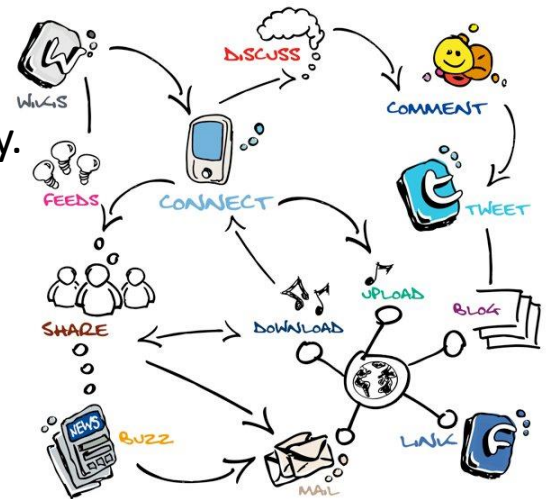 DISCUSS
W
WIKIS
COMMENT
y.
FEEDS
CONNECT
t
TWEET
UPLOAD
SHARE
DOWNLOAD
BLOG
NEWS
BUZZ
LINK
F
MAIL